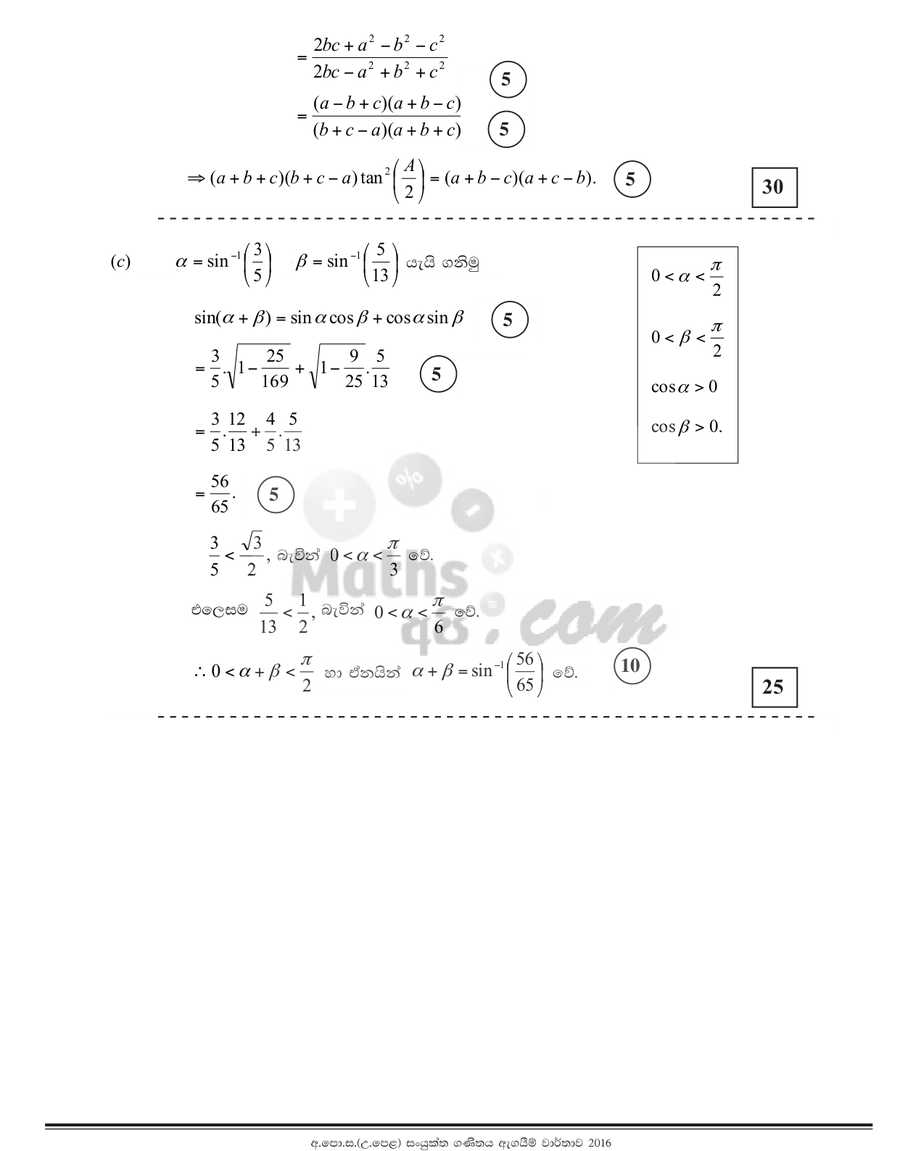 = (2bc + a² − b² − c²) / (2bc − a² + b² + c²) 5
= (a − b + c)(a + b − c) / (b + c − a)(a + b + c) 5
⇒ (a + b + c)(b + c − a) tan²(A/2) = (a + b − c)(a + c − b). 5 30
(c) α = sin⁻¹(3/5) β = sin⁻¹(5/13) යැයි ගනිමු
0 < α < π/2
0 < β < π/2
cos α > 0
cos β > 0.
sin(α + β) = sin α cos β + cos α sin β 5
= 3/5 . √(1 − 25/169) + √(1 − 9/25) . 5/13 5
= 3/5 . 12/13 + 4/5 . 5/13
= 56/65 . 5
3/5 < √3/2 , බැවින් 0 < α < π/3 වේ.
එලෙසම 5/13 < 1/2 , බැවින් 0 < α < π/6 වේ.
∴ 0 < α + β < π/2 හා ඒනයින් α + β = sin⁻¹(56/65) වේ. 10 25
Maths
අපි . com
අ.පො.ස.(උ.පෙළ) සංයුක්ත ගණිතය ඇගයීම් වාර්තාව 2016